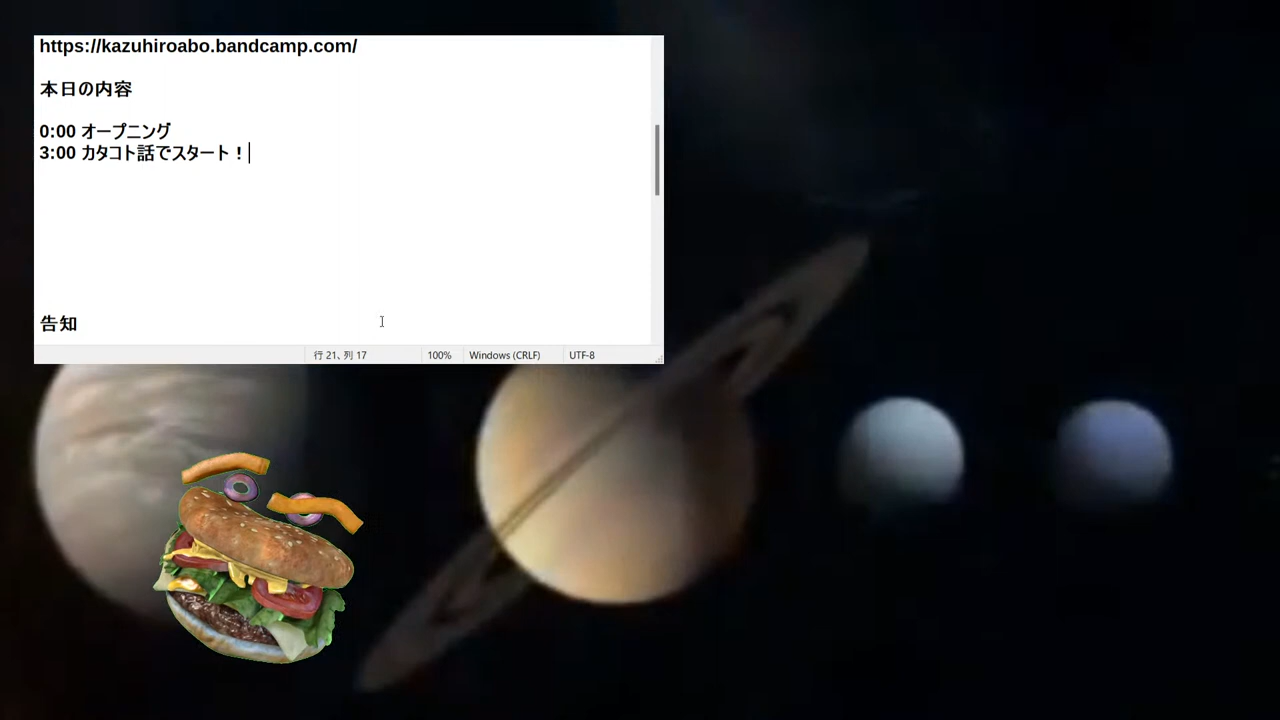 https://kazuhiroabo.bandcamp.com/
本日の内容
0:00 オープニング
3:00 カタコト話でスタート！
告知
行 21、列 17 100% Windows (CRLF) UTF-8